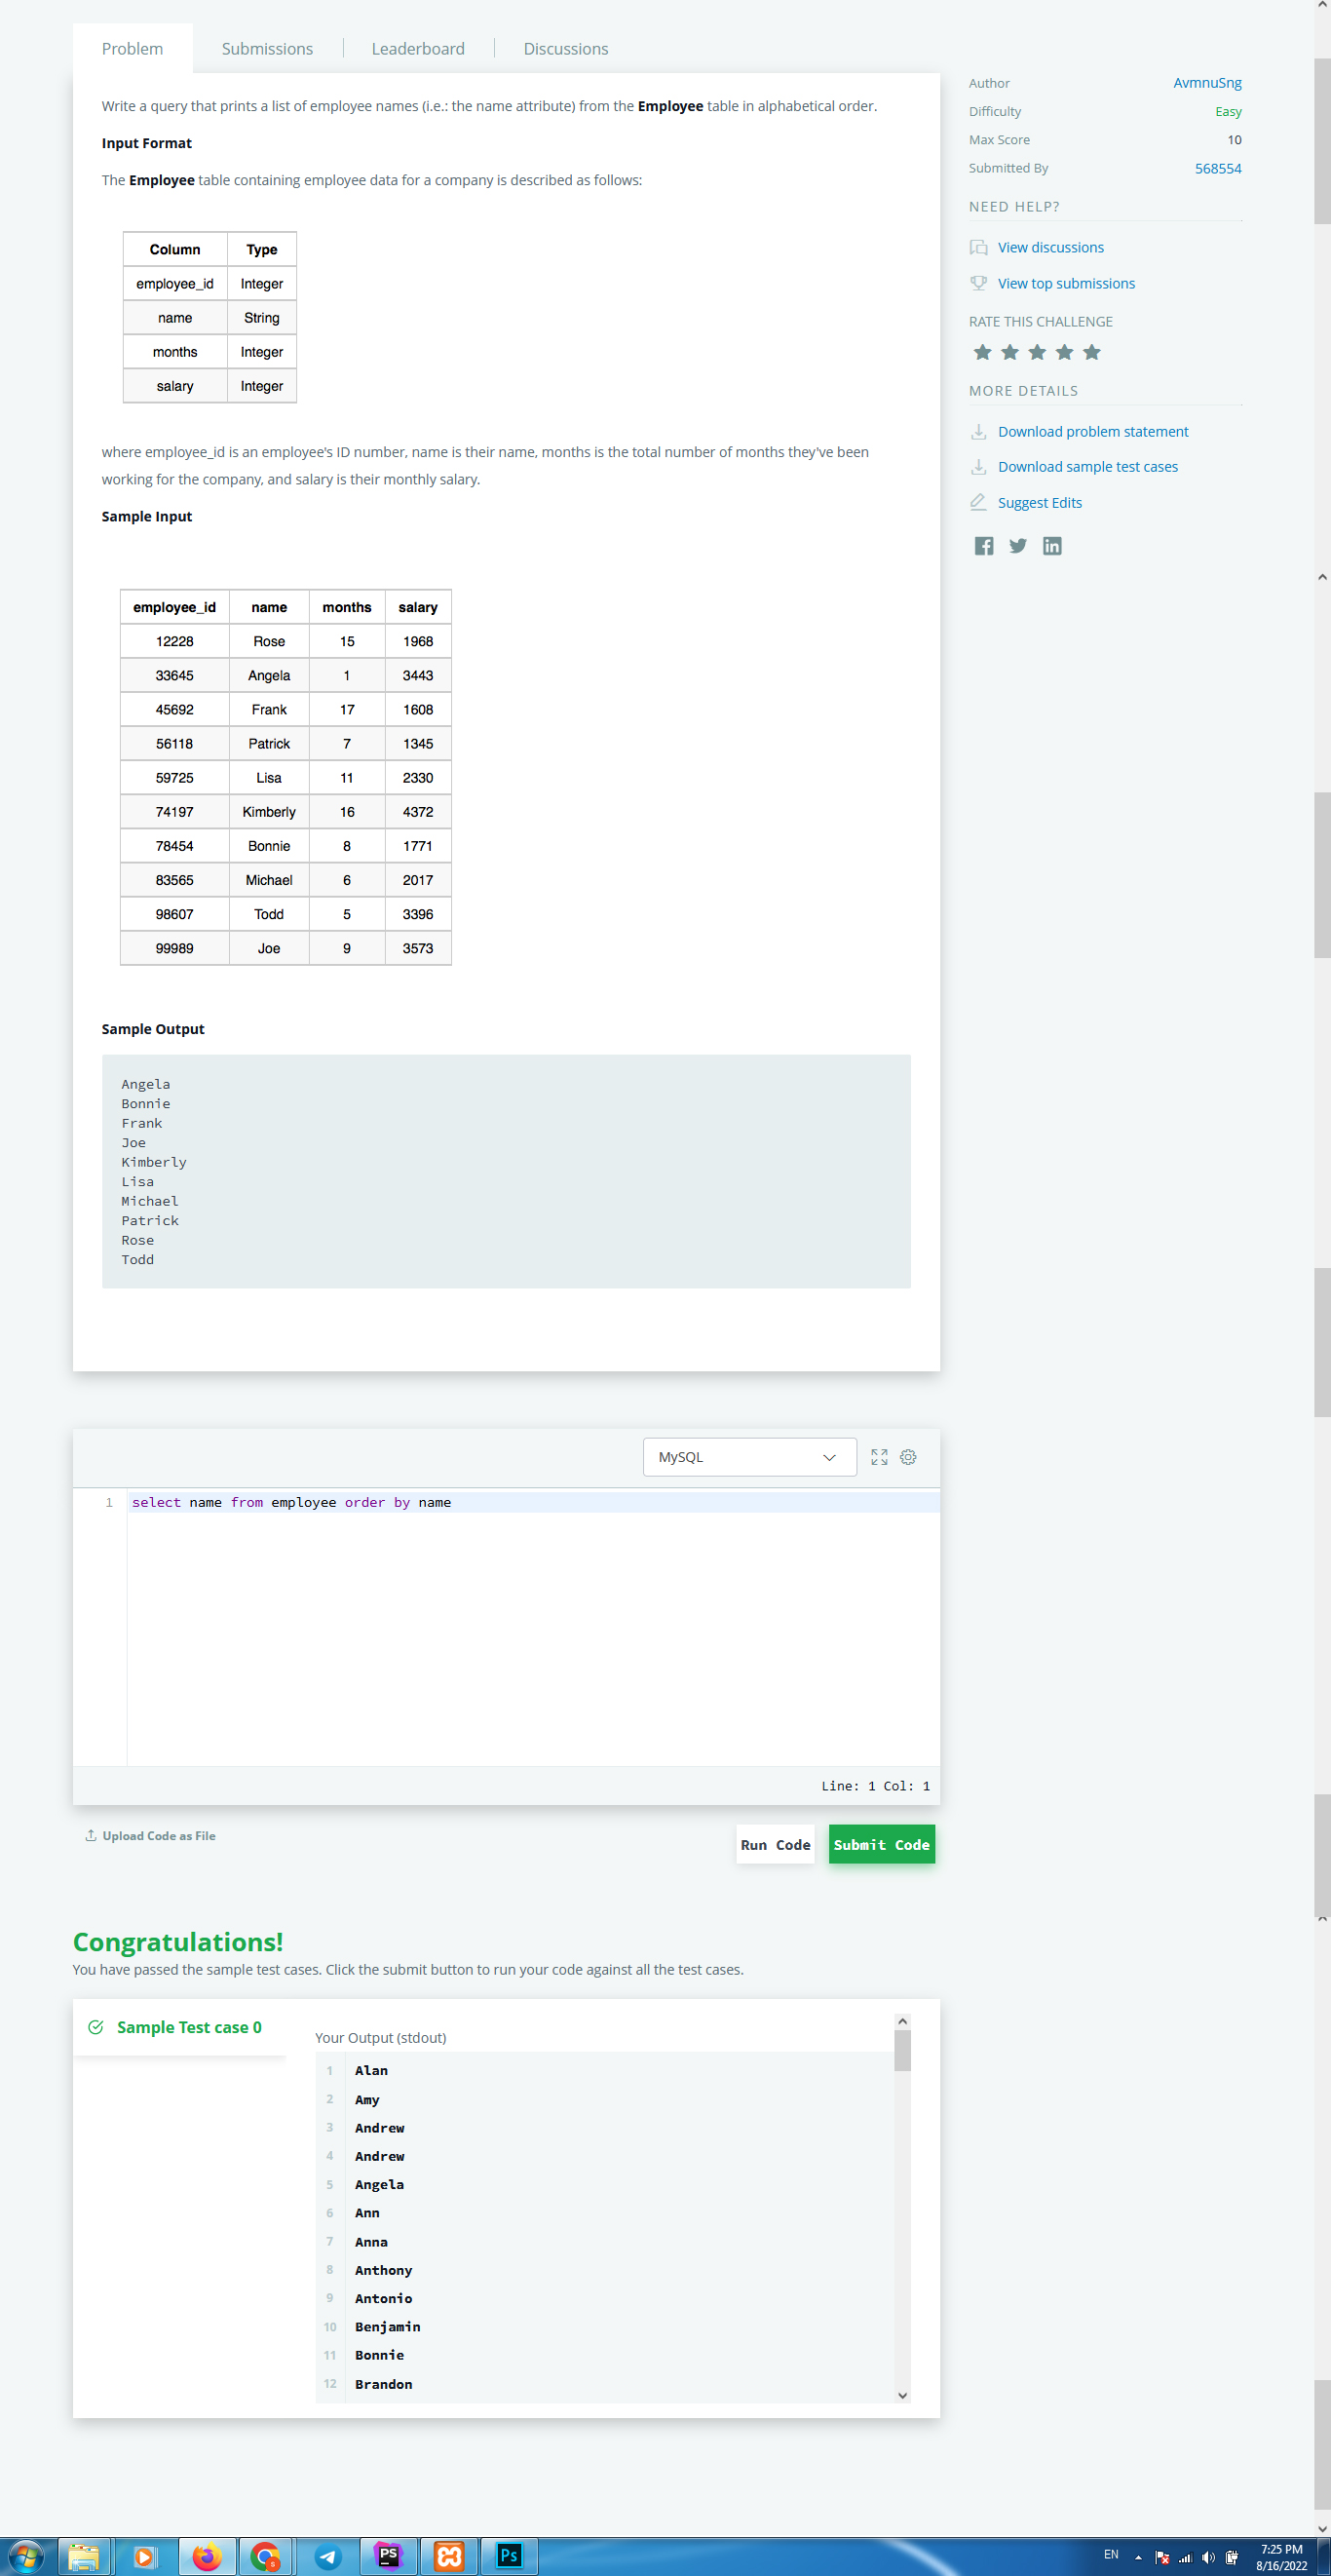 Problem Submissions Leaderboard Discussions
Write a query that prints a list of employee names (i.e.: the name attribute) from the Employee table in alphabetical order.
Input Format
The Employee table containing employee data for a company is described as follows:
Column Type
employee_id Integer
name String
months Integer
salary Integer
where employee_id is an employee's ID number, name is their name, months is the total number of months they've been
working for the company, and salary is their monthly salary.
Sample Input
employee_id name months salary
12228 Rose 15 1968
33645 Angela 1 3443
45692 Frank 17 1608
56118 Patrick 7 1345
59725 Lisa 11 2330
74197 Kimberly 16 4372
78454 Bonnie 8 1771
83565 Michael 6 2017
98607 Todd 5 3396
99989 Joe 9 3573
Sample Output
Angela
Bonnie
Frank
Joe
Kimberly
Lisa
Michael
Patrick
Rose
Todd
Author AvmnuSng
Difficulty Easy
Max Score 10
Submitted By 568554
NEED HELP?
View discussions
View top submissions
RATE THIS CHALLENGE
MORE DETAILS
Download problem statement
Download sample test cases
Suggest Edits
MySQL
1 select name from employee order by name
Line: 1 Col: 1
Upload Code as File Run Code Submit Code
Congratulations!
You have passed the sample test cases. Click the submit button to run your code against all the test cases.
Sample Test case 0
Your Output (stdout)
1 Alan
2 Amy
3 Andrew
4 Andrew
5 Angela
6 Ann
7 Anna
8 Anthony
9 Antonio
10 Benjamin
11 Bonnie
12 Brandon
PS Ps EN 7:25 PM
8/16/2022